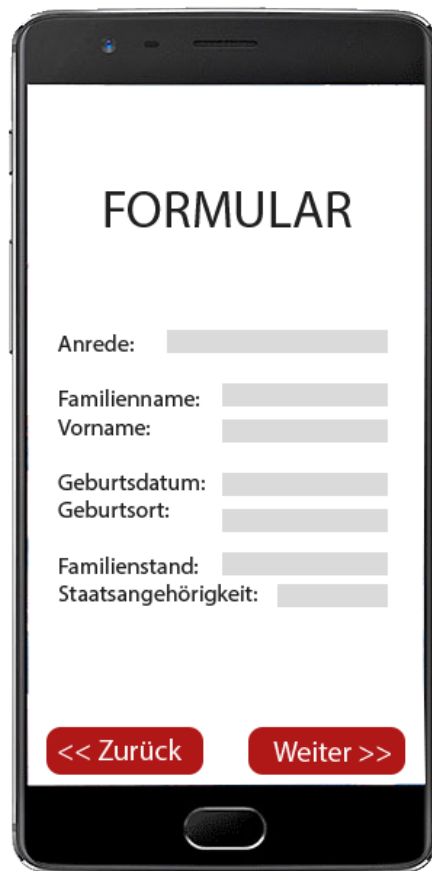 FORMULAR
Anrede:
Familienname:
Vorname:
Geburtsdatum:
Geburtsort:
Familienstand:
Staatsangehörigkeit:
<< Zurück
Weiter >>